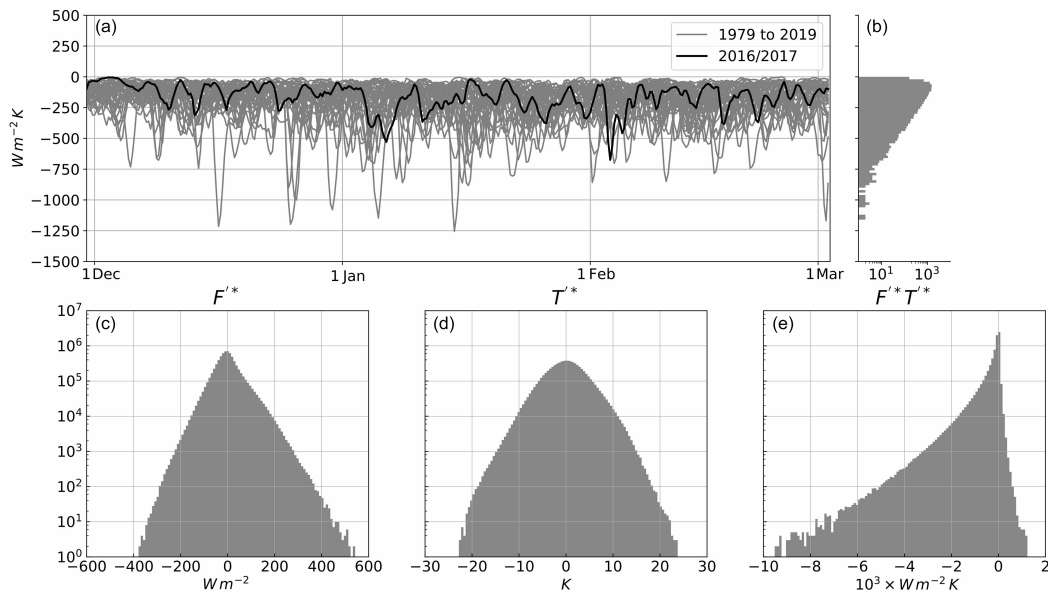 500
250
0
−250
−500
−750
−1000
−1250
−1500
W m⁻² K
(a)
1979 to 2019
2016/2017
1 Dec
1 Jan
1 Feb
1 Mar
(b)
10¹
10³
F′*
T′*
F′*T′*
10⁷
10⁶
10⁵
10⁴
10³
10²
10¹
10⁰
(c)
−600
−400
−200
0
200
400
600
W m⁻²
(d)
−30
−20
−10
0
10
20
30
K
(e)
−10
−8
−6
−4
−2
0
2
10³ × W m⁻² K